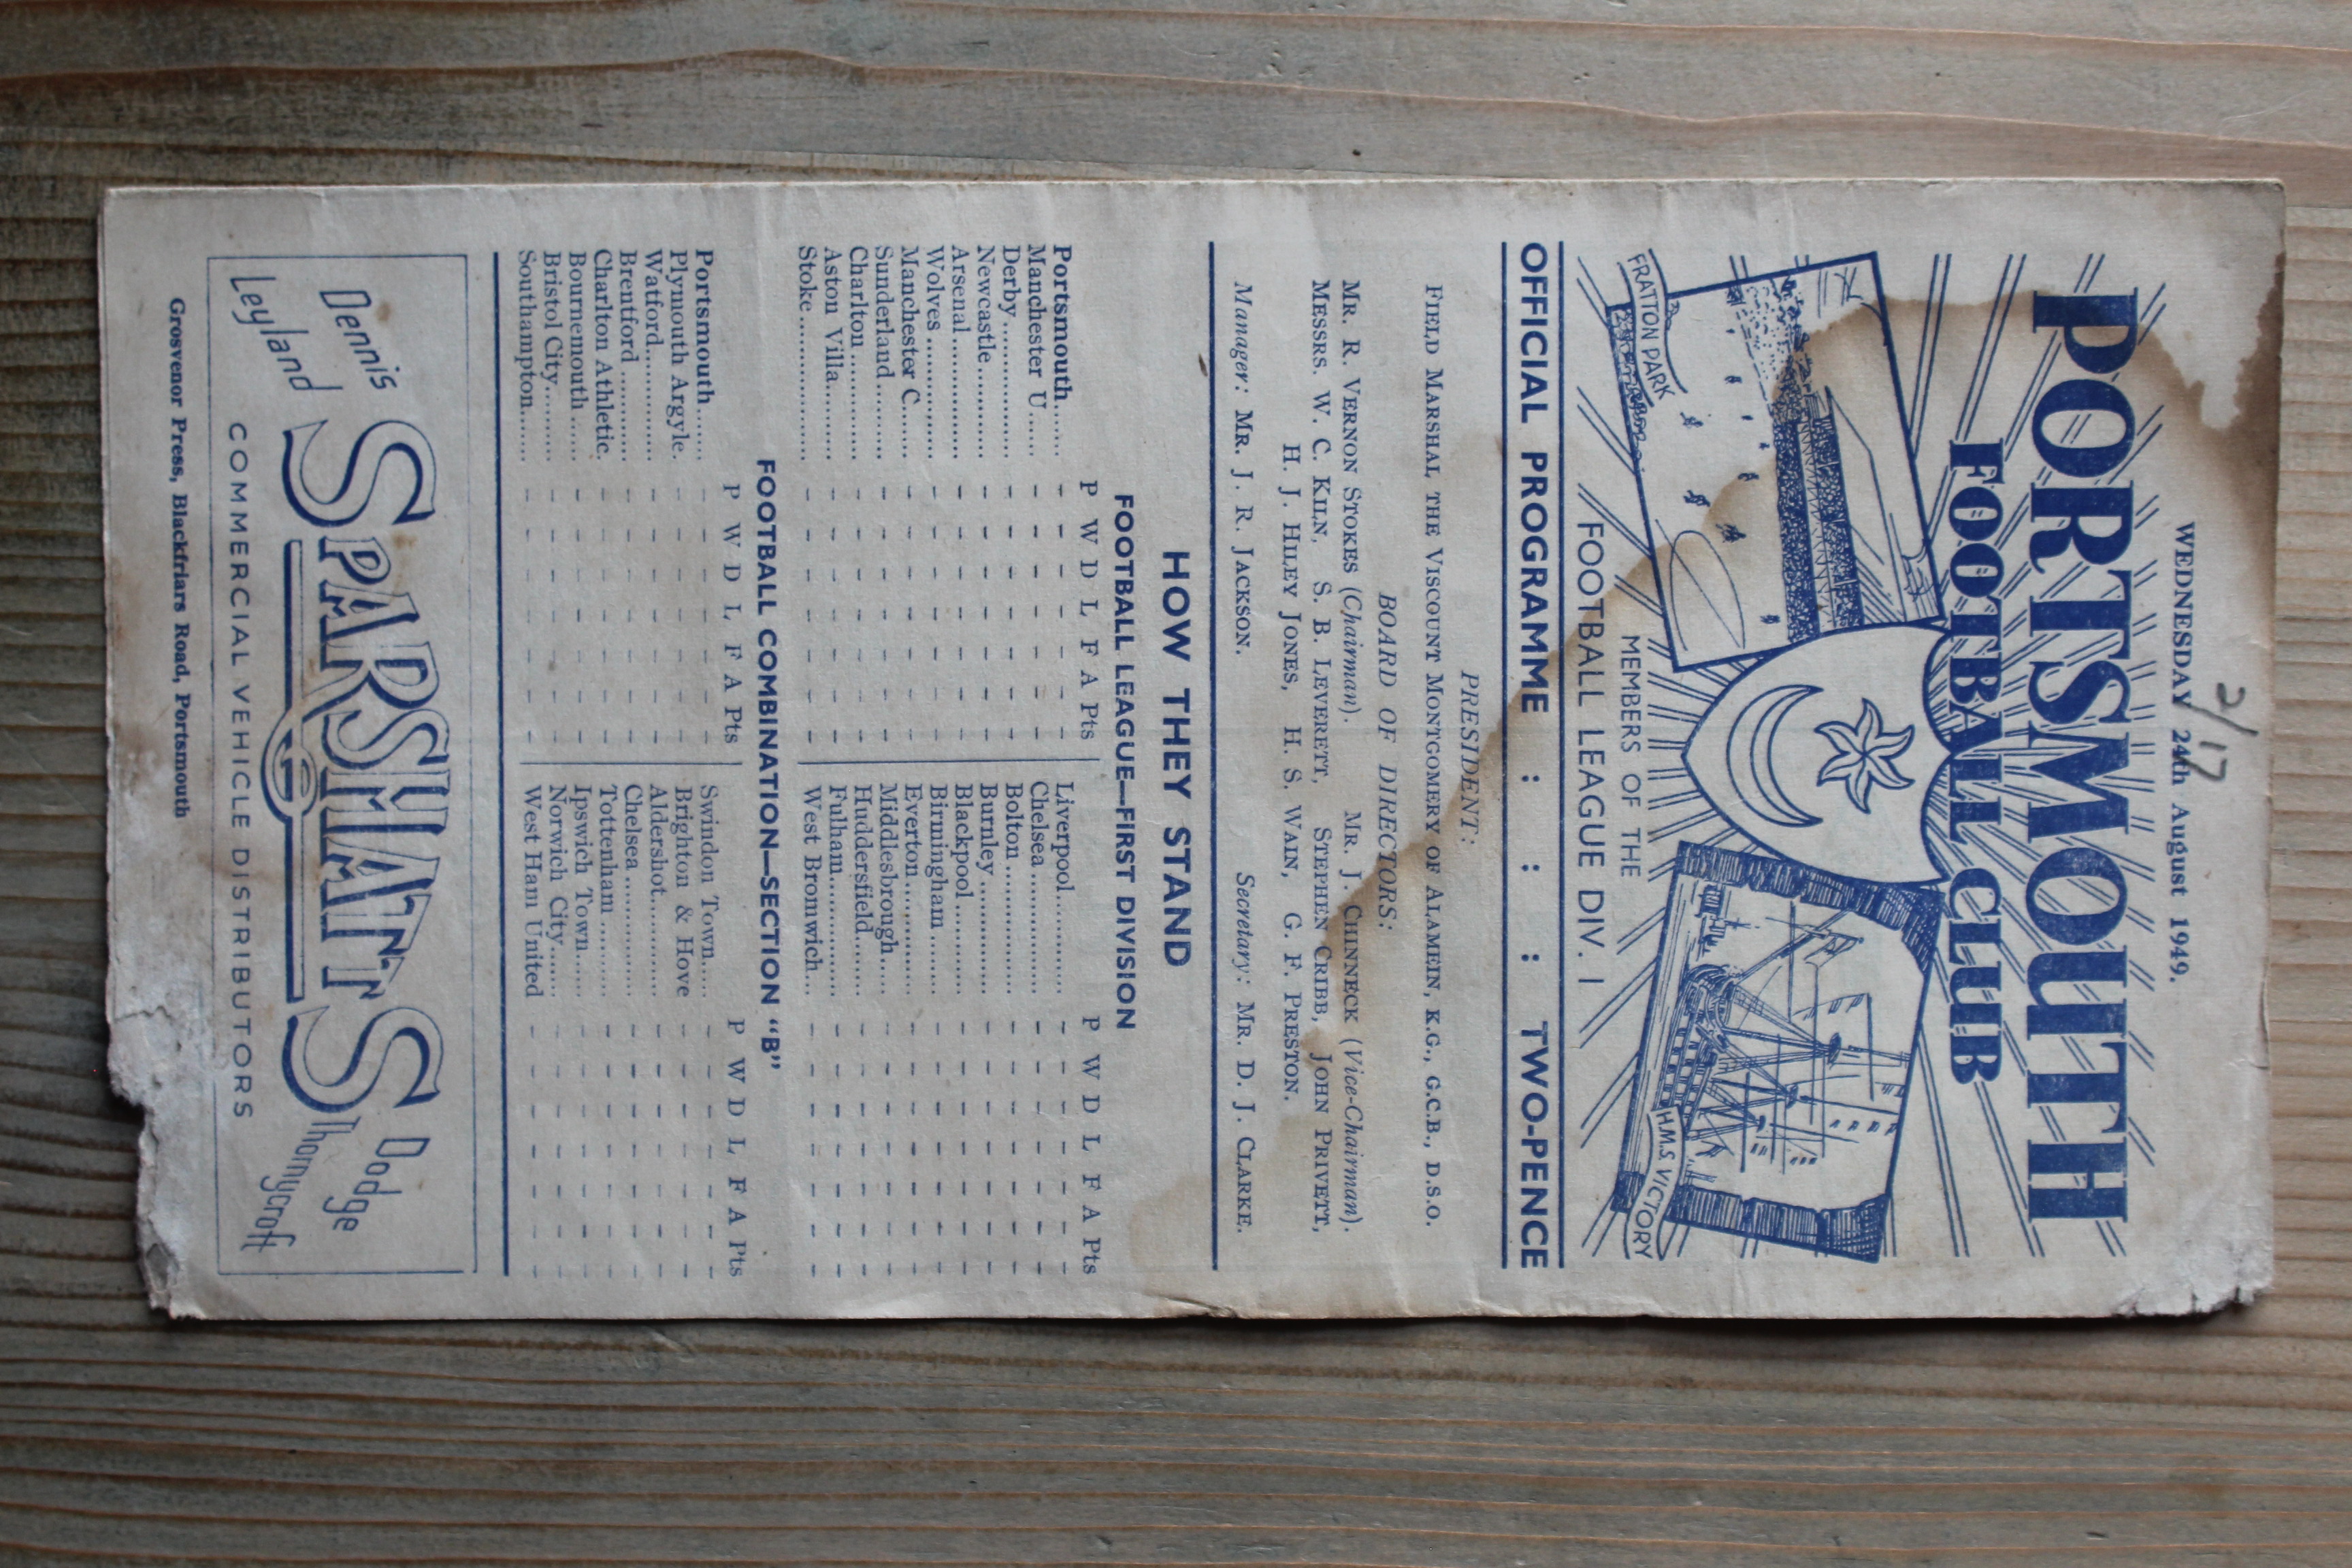 2/17
WEDNESDAY 24th August 1949.
PORTSMOUTH
FOOTBALL CLUB
FRATTON PARK
H.M.S. VICTORY
MEMBERS OF THE
FOOTBALL LEAGUE DIV. 1
OFFICIAL PROGRAMME : : : TWO-PENCE
PRESIDENT:
FIELD MARSHAL THE VISCOUNT MONTGOMERY OF ALAMEIN, K.G., G.C.B., D.S.O.
BOARD OF DIRECTORS:
MR. R. VERNON STOKES (Chairman). MR. J. CHINNECK (Vice-Chairman).
MESSRS. W. C. KILN, S. B. LEVERETT, STEPHEN CRIBB, JOHN PRIVETT,
H. J. HILEY JONES, H. S. WAIN, G. F. PRESTON.
Manager: MR. J. R. JACKSON. Secretary: MR. D. J. CLARKE.
HOW THEY STAND
FOOTBALL LEAGUE—FIRST DIVISION
P W D L F A Pts P W D L F A Pts
Portsmouth....... - - - - - - - Liverpool........... - - - - - - -
Manchester U...... - - - - - - - Chelsea............ - - - - - - -
Derby............. - - - - - - - Bolton............. - - - - - - -
Newcastle......... - - - - - - - Burnley............ - - - - - - -
Arsenal........... - - - - - - - Blackpool.......... - - - - - - -
Wolves............ - - - - - - - Birmingham........ - - - - - - -
Manchester C...... - - - - - - - Everton............ - - - - - - -
Sunderland........ - - - - - - - Middlesbrough..... - - - - - - -
Charlton.......... - - - - - - - Huddersfield....... - - - - - - -
Aston Villa....... - - - - - - - Fulham............. - - - - - - -
Stoke............. - - - - - - - West Bromwich... - - - - - - -
FOOTBALL COMBINATION—SECTION "B"
P W D L F A Pts P W D L F A Pts
Portsmouth...... - - - - - - - Swindon Town..... - - - - - - -
Plymouth Argyle. - - - - - - - Brighton & Hove - - - - - - -
Watford........... - - - - - - - Aldershot........... - - - - - - -
Brentford......... - - - - - - - Chelsea............ - - - - - - -
Charlton Athletic. - - - - - - - Tottenham......... - - - - - - -
Bournemouth..... - - - - - - - Ipswich Town...... - - - - - - -
Bristol City....... - - - - - - - Norwich City....... - - - - - - -
Southampton...... - - - - - - - West Ham United - - - - - - -
Dennis Dodge
SPARSHATTS
Leyland Thornycroft
COMMERCIAL VEHICLE DISTRIBUTORS
Grosvenor Press, Blackfriars Road, Portsmouth